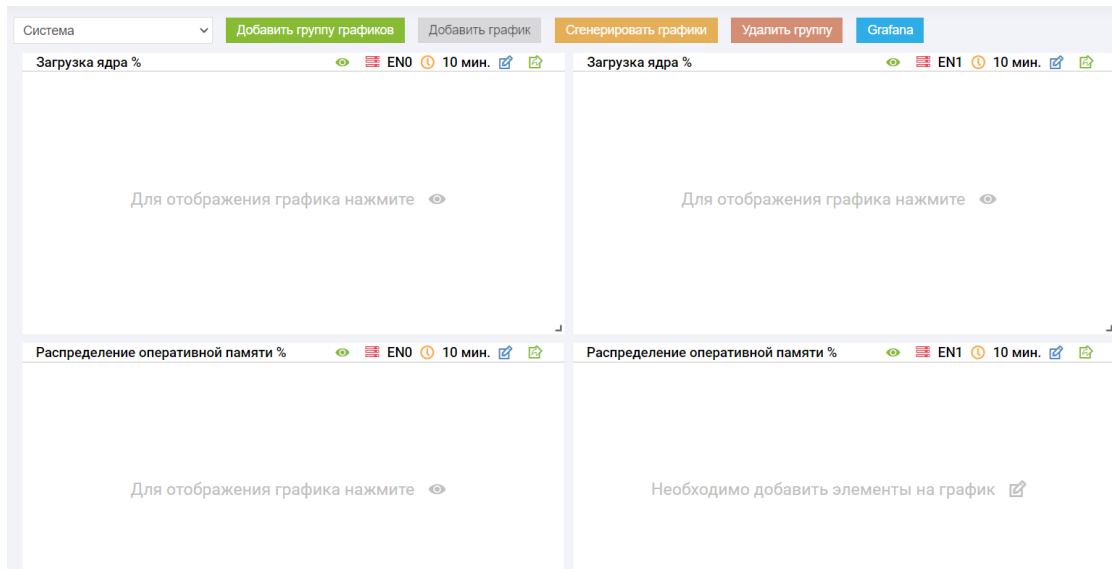 Система Добавить группу графиков Добавить график Сгенерировать графики Удалить группу Grafana
Загрузка ядра % EN0 10 мин. Загрузка ядра % EN1 10 мин.
Для отображения графика нажмите Для отображения графика нажмите
Распределение оперативной памяти % EN0 10 мин. Распределение оперативной памяти % EN1 10 мин.
Для отображения графика нажмите Необходимо добавить элементы на график